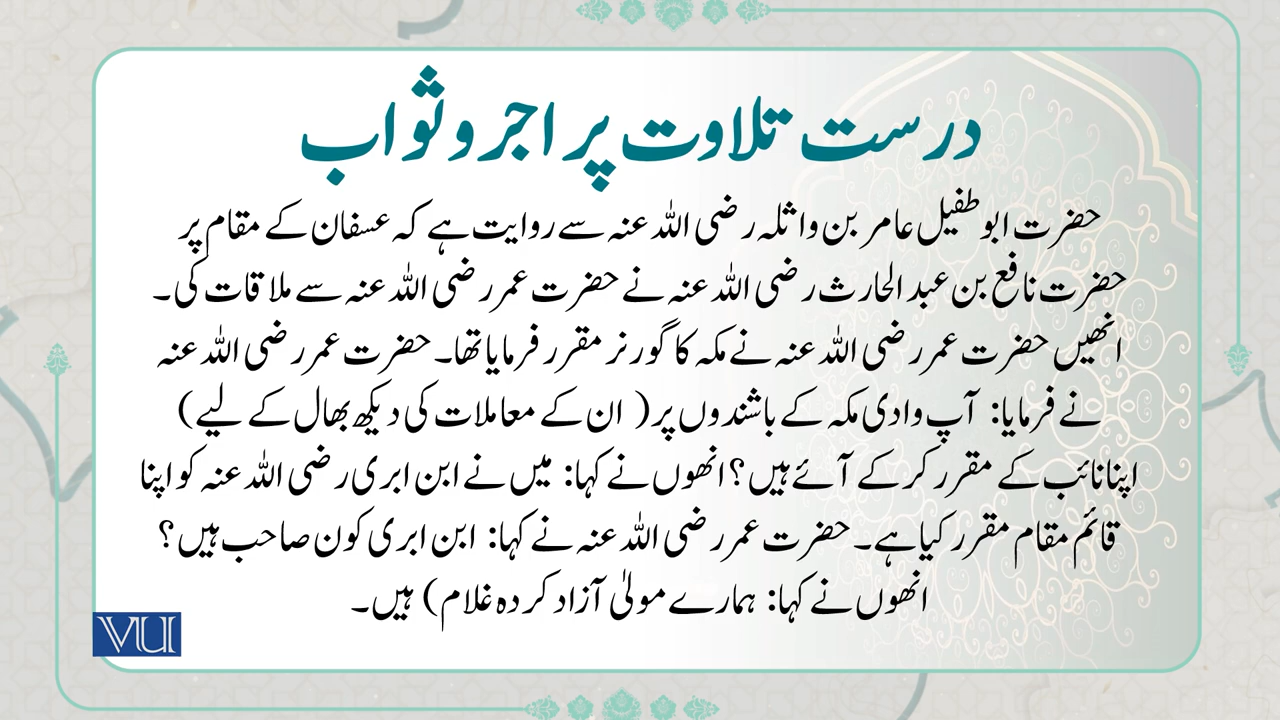 درست تلاوت پر اجر و ثواب
حضرت ابو طفیل عامر بن واثلہ رضی اللہ عنہ سے روایت ہے کہ عسفان کے مقام پر
حضرت نافع بن عبد الحارث رضی اللہ عنہ نے حضرت عمر رضی اللہ عنہ سے ملاقات کی۔
انھیں حضرت عمر رضی اللہ عنہ نے مکہ کا گورنر مقرر فرمایا تھا۔ حضرت عمر رضی اللہ عنہ
نے فرمایا: آپ وادی مکہ کے باشندوں پر ( ان کے معاملات کی دیکھ بھال کے لیے)
اپنا نائب کے مقرر کرکے آئے ہیں؟ انھوں نے کہا: میں نے ابن ابری رضی اللہ عنہ کو اپنا
قائم مقام مقرر کیا ہے۔ حضرت عمر رضی اللہ عنہ نے کہا: ابن ابری کون صاحب ہیں؟
انھوں نے کہا: ہمارے مولیٰ آزاد کردہ غلام) ہیں۔
VU